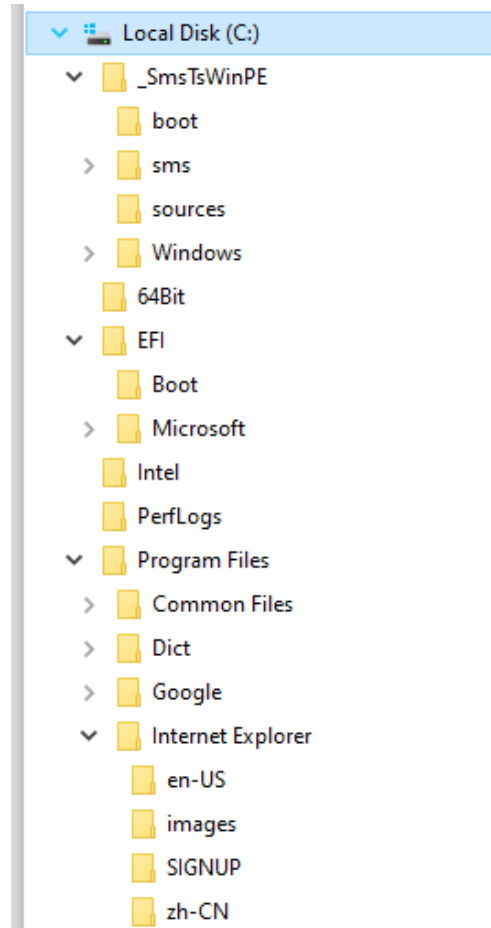 Local Disk (C:)
_SmsTsWinPE
boot
sms
sources
Windows
64Bit
EFI
Boot
Microsoft
Intel
PerfLogs
Program Files
Common Files
Dict
Google
Internet Explorer
en-US
images
SIGNUP
zh-CN